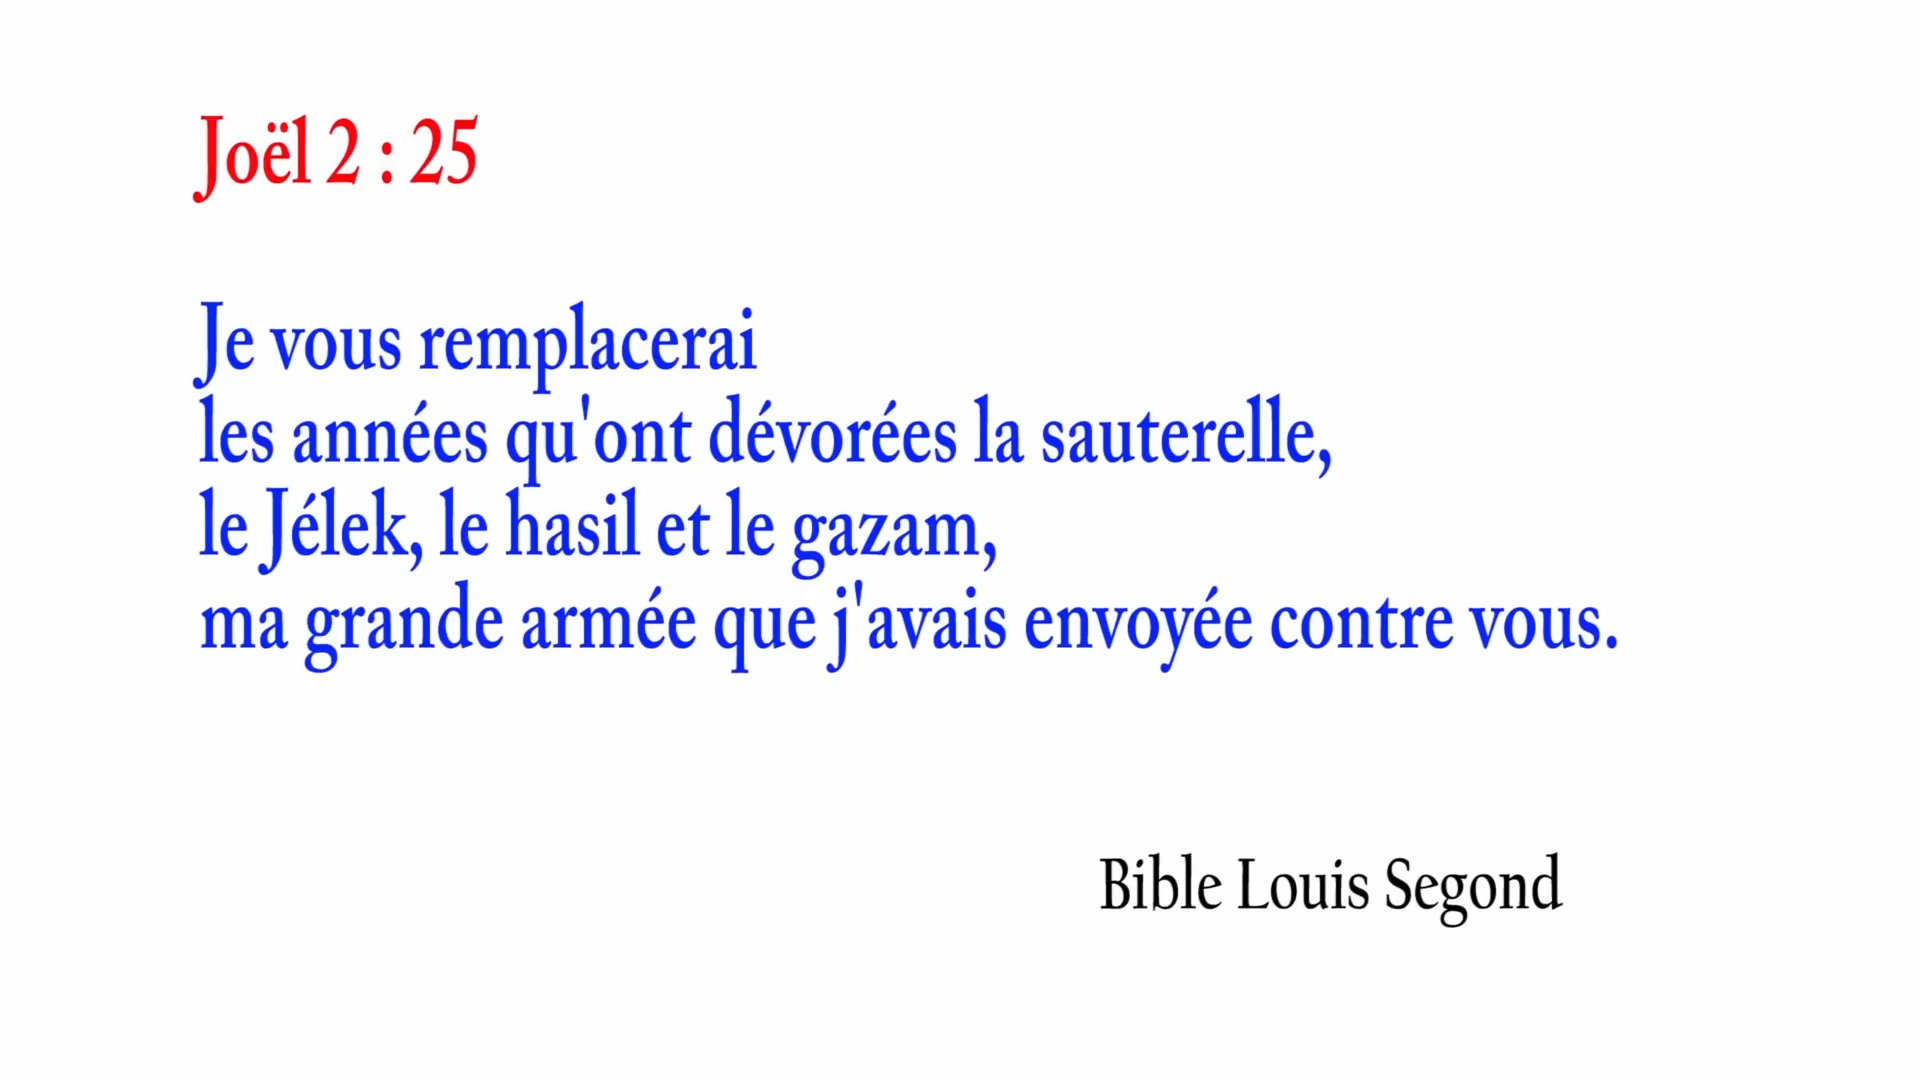 Joël 2 : 25
Je vous remplacerai
les années qu'ont dévorées la sauterelle,
le Jélek, le hasil et le gazam,
ma grande armée que j'avais envoyée contre vous.
Bible Louis Segond